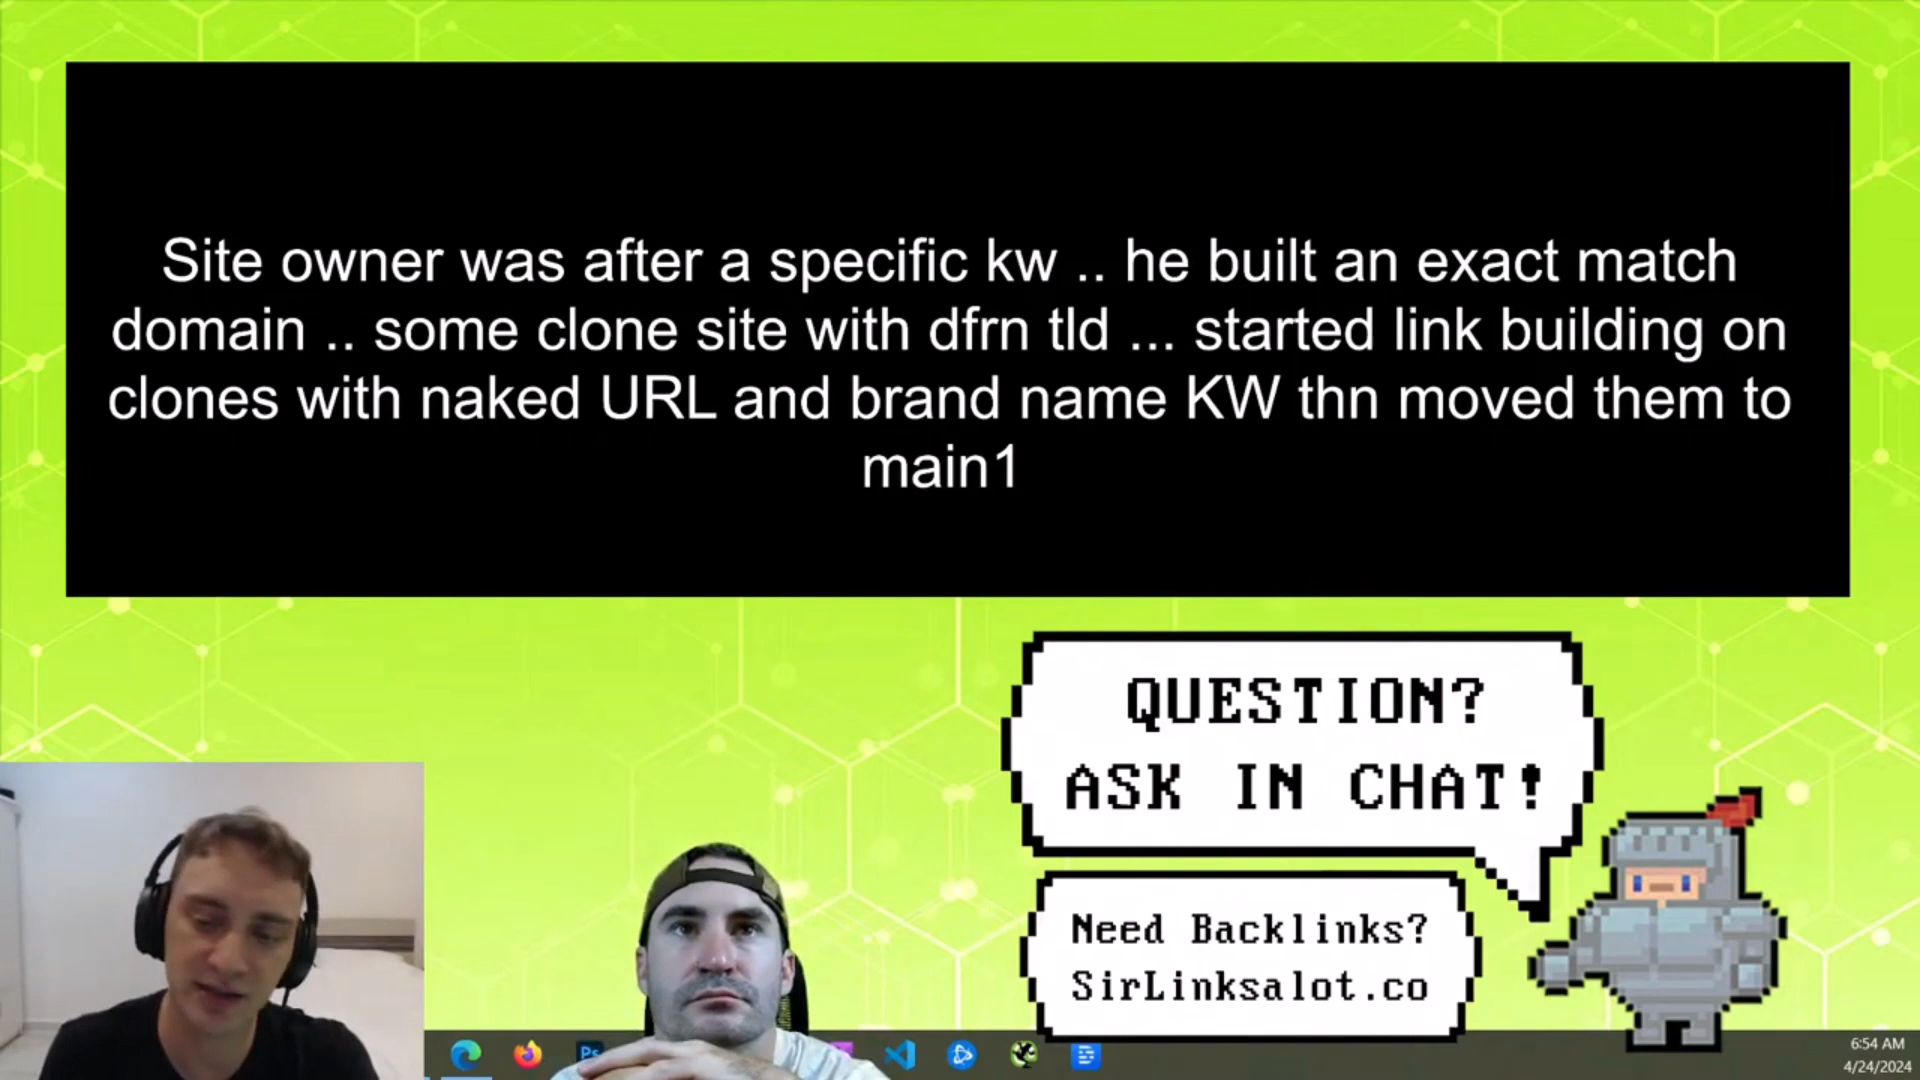 Site owner was after a specific kw .. he built an exact match
domain .. some clone site with dfrn tld ... started link building on
clones with naked URL and brand name KW thn moved them to
main1
QUESTION?
ASK IN CHAT!
Need Backlinks?
SirLinksalot.co
Ps
6:54 AM
4/24/2024